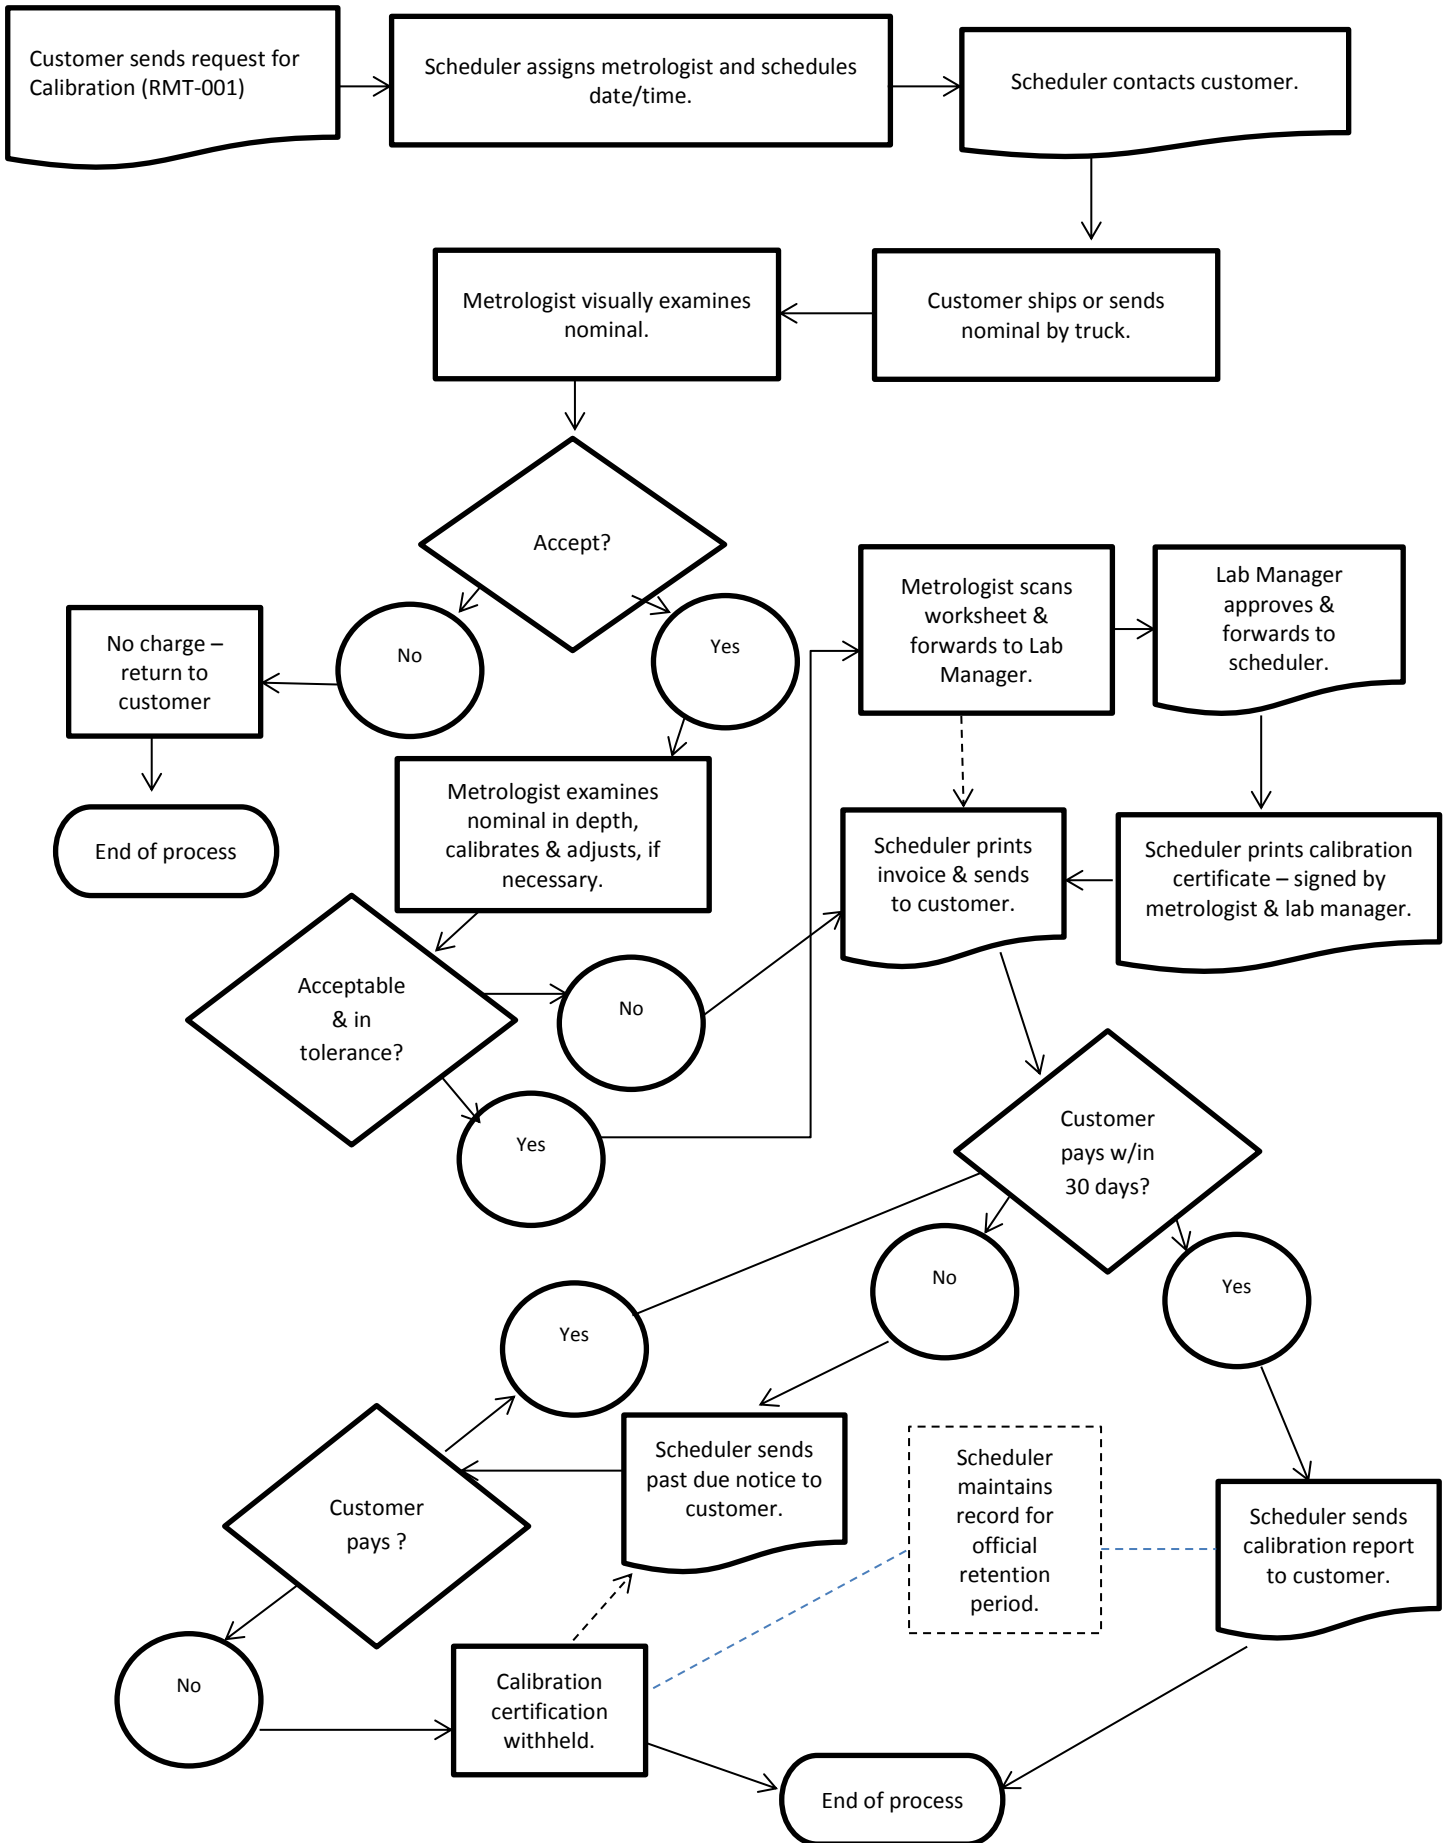 Customer sends request for
Calibration (RMT-001)
Scheduler assigns metrologist and schedules
date/time.
Scheduler contacts customer.
Metrologist visually examines
nominal.
Customer ships or sends
nominal by truck.
Accept?
No
Yes
No charge –
return to
customer
End of process
Metrologist scans
worksheet &
forwards to Lab
Manager.
Lab Manager
approves &
forwards to
scheduler.
Metrologist examines
nominal in depth,
calibrates & adjusts, if
necessary.
Scheduler prints
invoice & sends
to customer.
Scheduler prints calibration
certificate – signed by
metrologist & lab manager.
Acceptable
& in
tolerance?
No
Yes
Customer
pays w/in
30 days?
No
Yes
Yes
Customer
pays ?
Scheduler sends
past due notice to
customer.
Scheduler
maintains
record for
official
retention
period.
Scheduler sends
calibration report
to customer.
No
Calibration
certification
withheld.
End of process